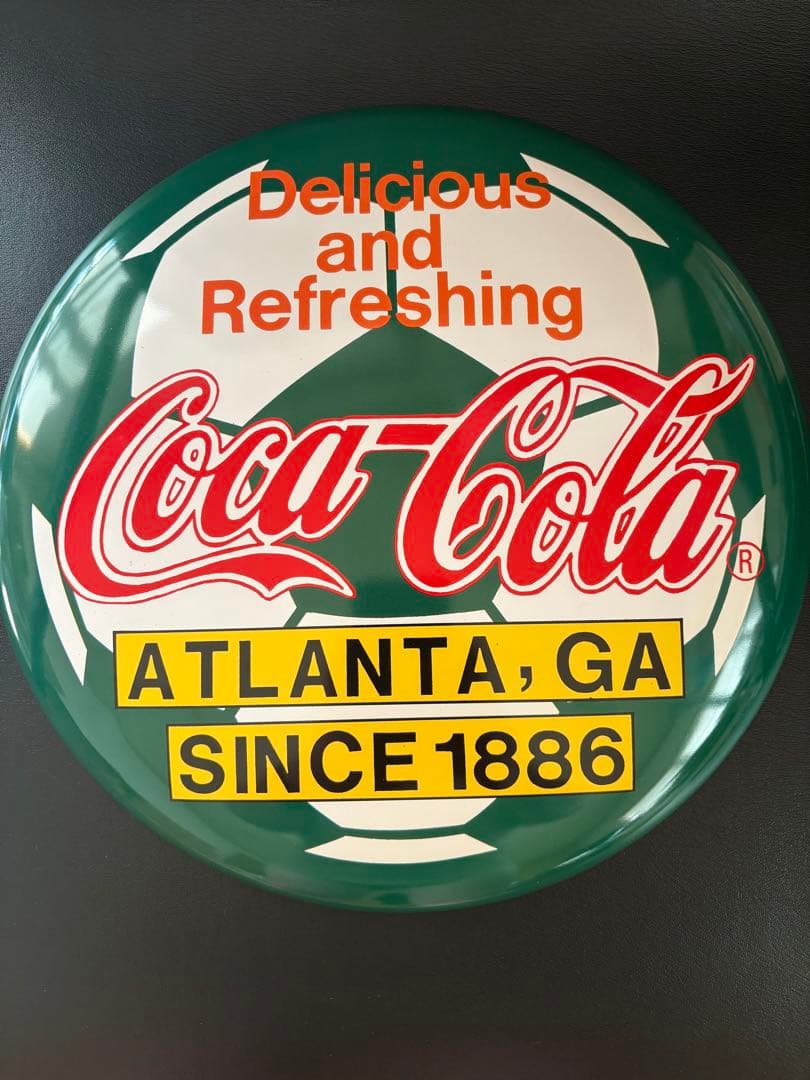 Delicious
and
Refreshing
Coca-Cola ®
ATLANTA, GA
SINCE 1886